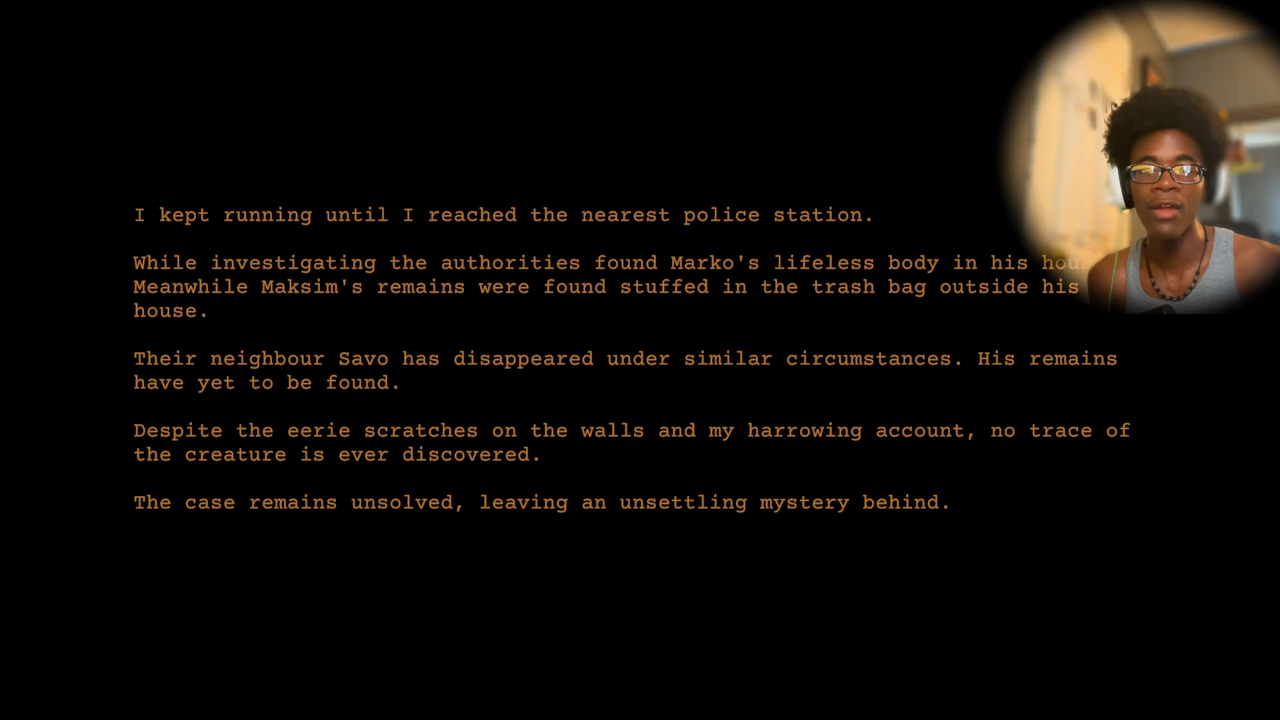 I kept running until I reached the nearest police station.
While investigating the authorities found Marko's lifeless body in his
Meanwhile Maksim's remains were found stuffed in the trash bag outside his
house.
Their neighbour Savo has disappeared under similar circumstances. His remains
have yet to be found.
Despite the eerie scratches on the walls and my harrowing account, no trace of
the creature is ever discovered.
The case remains unsolved, leaving an unsettling mystery behind.